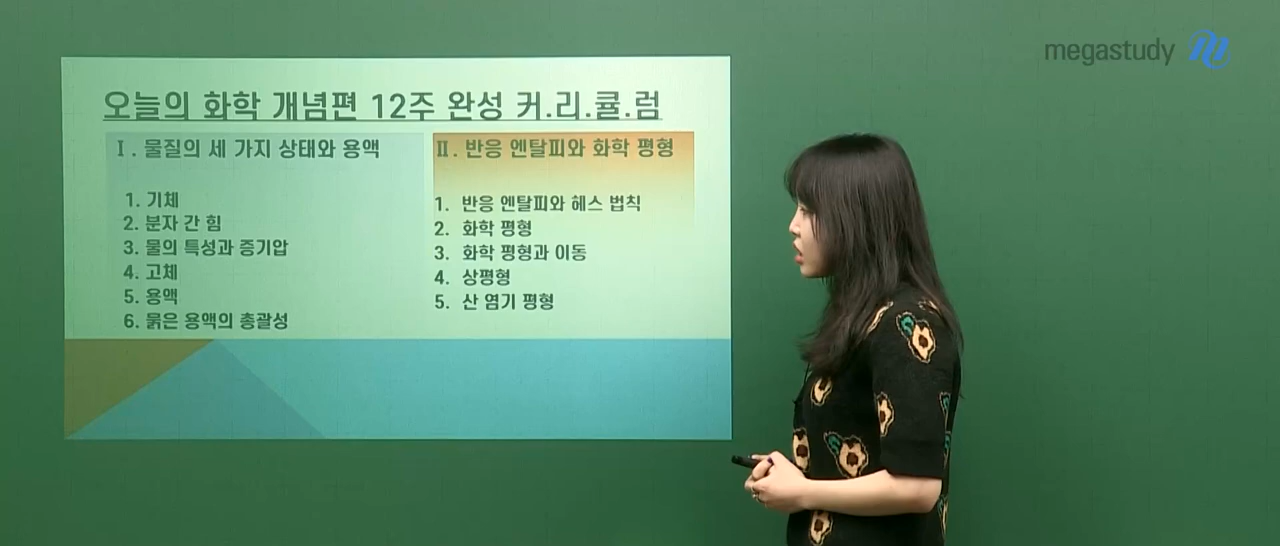 megastudy
오늘의 화학 개념편 12주 완성 커.리.큘.럼
Ⅰ. 물질의 세 가지 상태와 용액
1. 기체
2. 분자 간 힘
3. 물의 특성과 증기압
4. 고체
5. 용액
6. 묽은 용액의 총괄성
Ⅱ. 반응 엔탈피와 화학 평형
1. 반응 엔탈피와 헤스 법칙
2. 화학 평형
3. 화학 평형과 이동
4. 상평형
5. 산 염기 평형